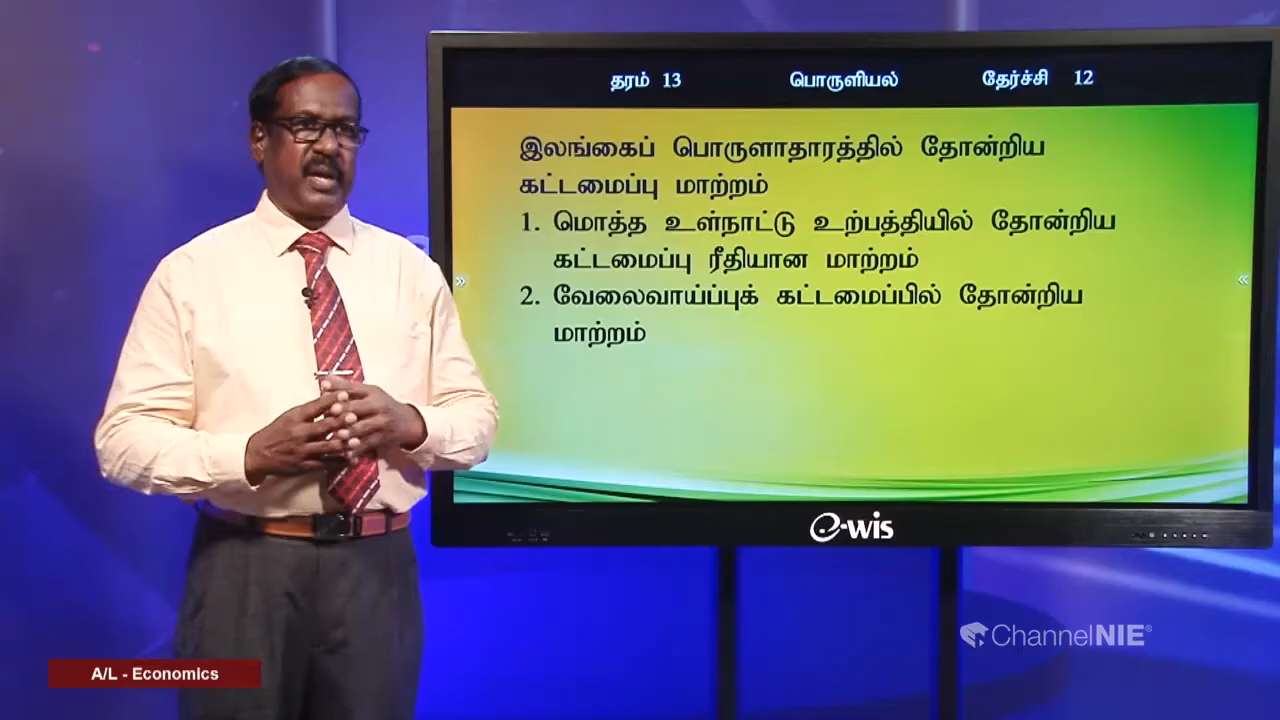 தரம் 13 பொருளியல் தேர்ச்சி 12
இலங்கைப் பொருளாதாரத்தில் தோன்றிய
கட்டமைப்பு மாற்றம்
1. மொத்த உள்நாட்டு உற்பத்தியில் தோன்றிய
கட்டமைப்பு ரீதியான மாற்றம்
2. வேலைவாய்ப்புக் கட்டமைப்பில் தோன்றிய
மாற்றம்
e-wis
ChannelNIE®
A/L - Economics